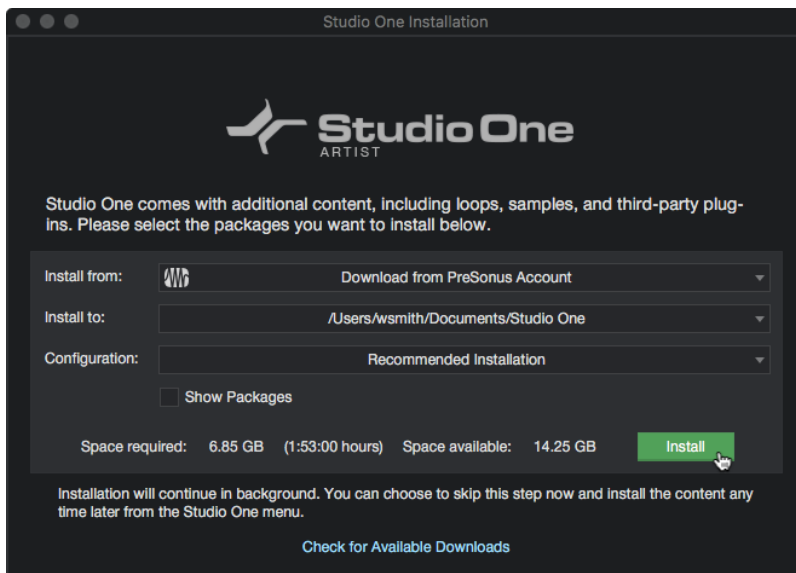 Studio One Installation
Studio One
ARTIST
Studio One comes with additional content, including loops, samples, and third-party plug-
ins. Please select the packages you want to install below.
Install from: Download from PreSonus Account
Install to: /Users/wsmith/Documents/Studio One
Configuration: Recommended Installation
Show Packages
Space required: 6.85 GB (1:53:00 hours) Space available: 14.25 GB Install
Installation will continue in background. You can choose to skip this step now and install the content any
time later from the Studio One menu.
Check for Available Downloads